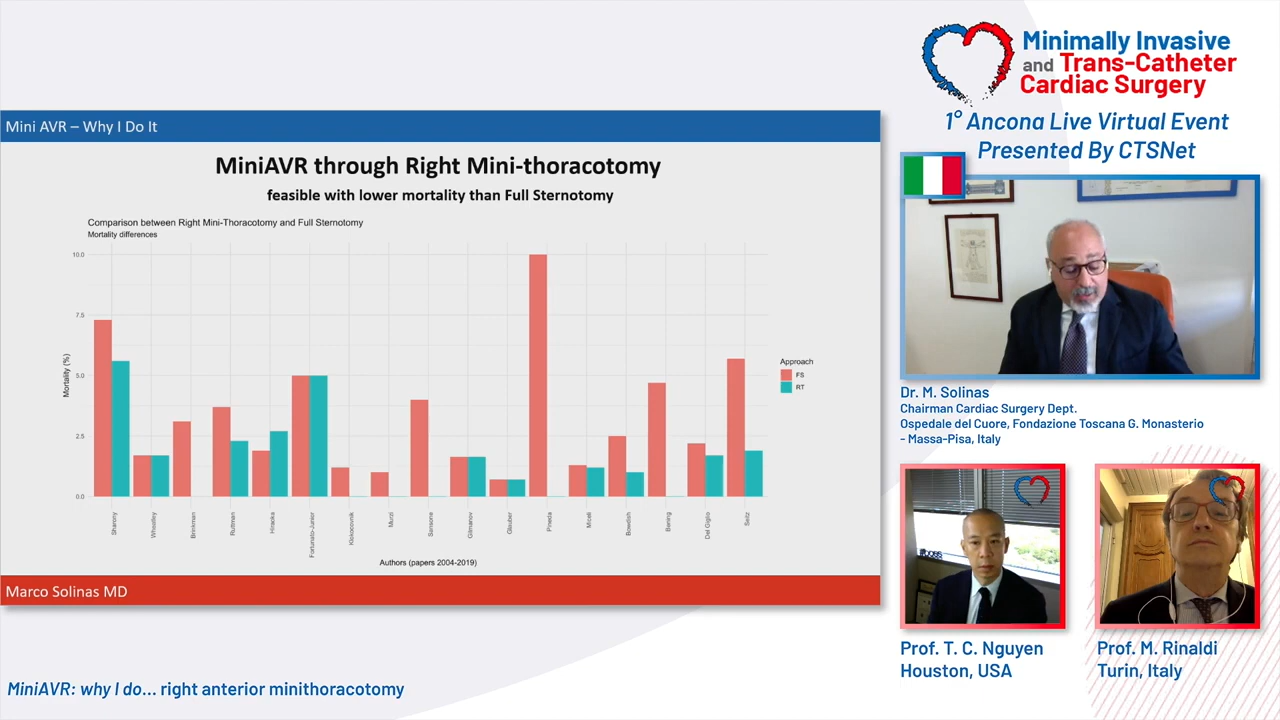 Minimally Invasive
and Trans-Catheter
Cardiac Surgery
1° Ancona Live Virtual Event
Presented By CTSNet
Mini AVR – Why I Do It
MiniAVR through Right Mini-thoracotomy
feasible with lower mortality than Full Sternotomy
Comparison between Right Mini-Thoracotomy and Full Sternotomy
Mortality differences
Mortality (%)
10.0
7.5
5.0
2.5
0.0
Approach
FS
RT
Sharony
Wheatley
Brinkman
Ruttman
Hiraoka
Fortunato-Junior
Murzi
Sansone
Gilmanov
Glauber
Pineda
Miceli
Bowdish
Bening
Del Giglio
Seitz
Authors (papers 2004-2019)
Marco Solinas MD
MiniAVR: why I do... right anterior minithoracotomy
Dr. M. Solinas
Chairman Cardiac Surgery Dept.
Ospedale del Cuore, Fondazione Toscana G. Monasterio
- Massa-Pisa, Italy
Prof. T. C. Nguyen
Houston, USA
Prof. M. Rinaldi
Turin, Italy